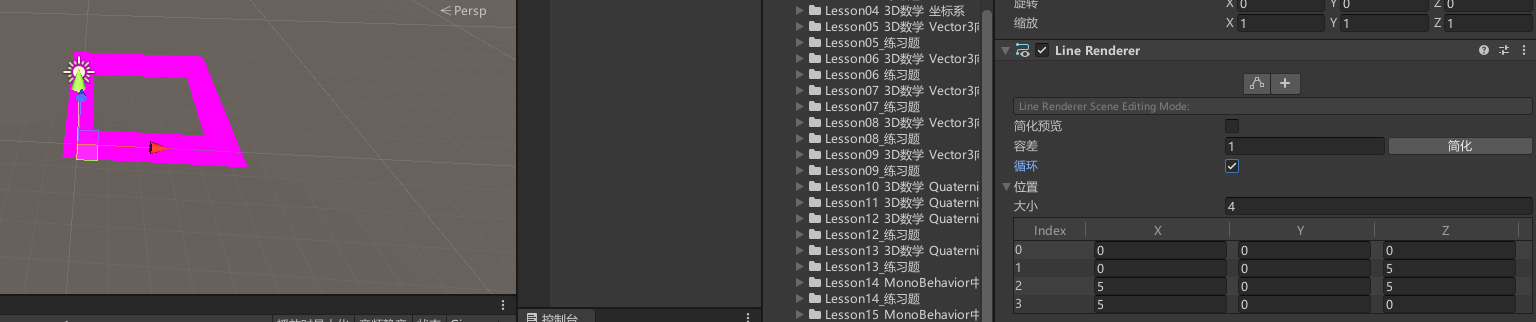 Persp
播放时最大化 音频静音 状态
控制台
Lesson04 3D数学 坐标系
Lesson05 3D数学 Vector3
Lesson05_练习题
Lesson06 3D数学 Vector3
Lesson06 练习题
Lesson07 3D数学 Vector3
Lesson07_练习题
Lesson08 3D数学 Vector3
Lesson08_练习题
Lesson09 3D数学 Vector3
Lesson09_练习题
Lesson10 3D数学 Quaterni
Lesson11 3D数学 Quaterni
Lesson12 3D数学 Quaterni
Lesson12_练习题
Lesson13 3D数学 Quaterni
Lesson13_练习题
Lesson14 MonoBehavior中
Lesson14_练习题
Lesson15 MonoBehavior中
旋转 X 0 Y 0 Z 0
缩放 X 1 Y 1 Z 1
Line Renderer
Line Renderer Scene Editing Mode:
简化预览
容差 1 简化
循环
位置
大小 4
Index X Y Z
0 0 0 0
1 0 0 5
2 5 0 5
3 5 0 0